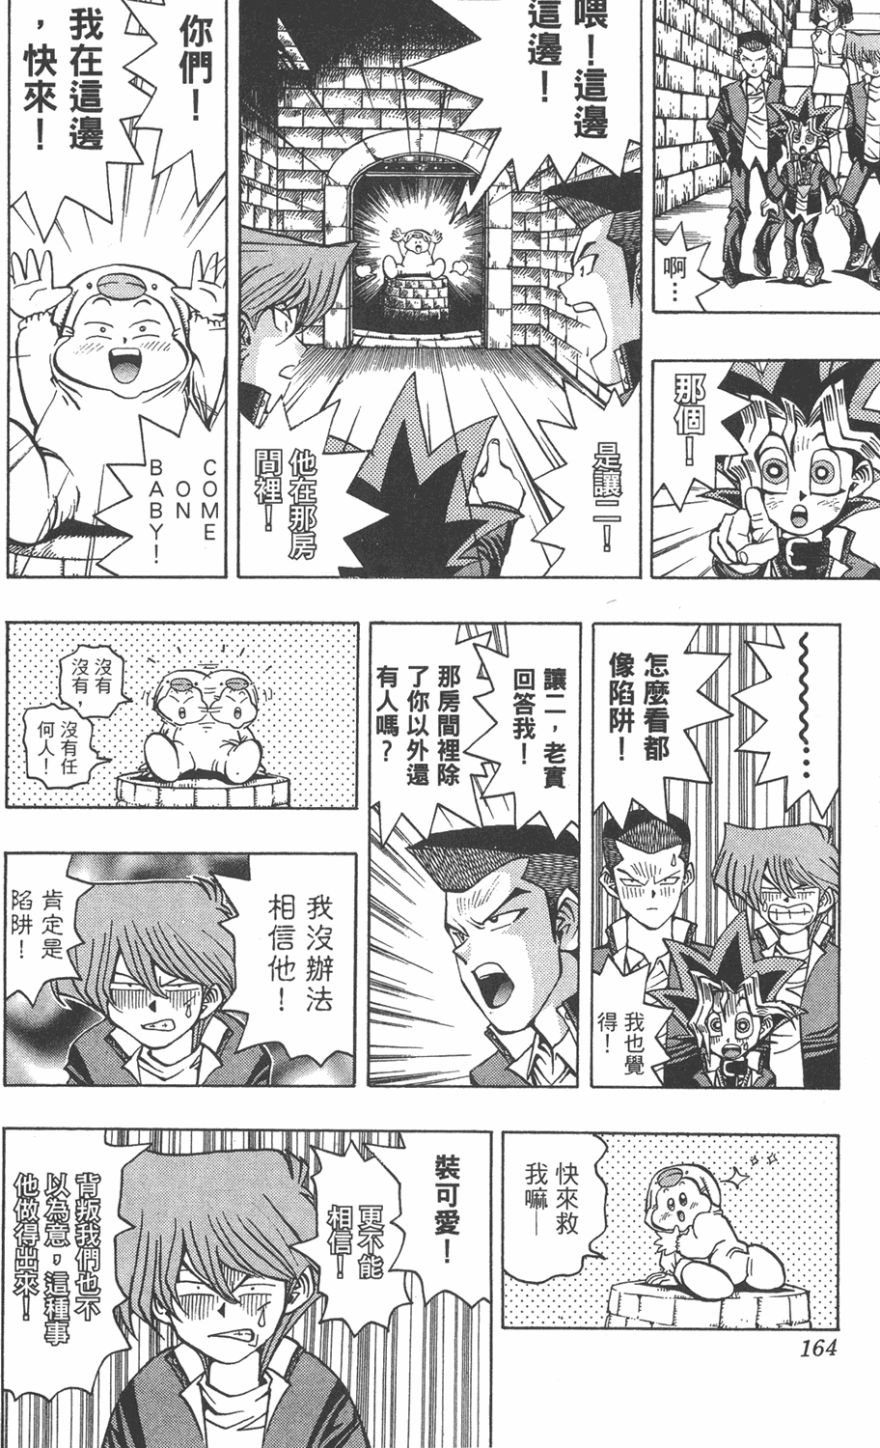 啊…
那個！
喂！這邊
這邊！
是讓二！
他在那房
間裡！
你們！
我在這邊
，快來！
COME
ON
BABY！
…
怎麼看都
像陷阱！
我也覺
得！
讓二，老實
回答我！
那房間裡除
了你以外還
有人嗎？
沒有
沒有，
沒有任
何人！
我沒辦法
相信他！
肯定是
陷阱！
快來救
我嘛─
裝可愛！
更不能
相信！
背叛我們也不
以為意，這種事
他做得出來！
164